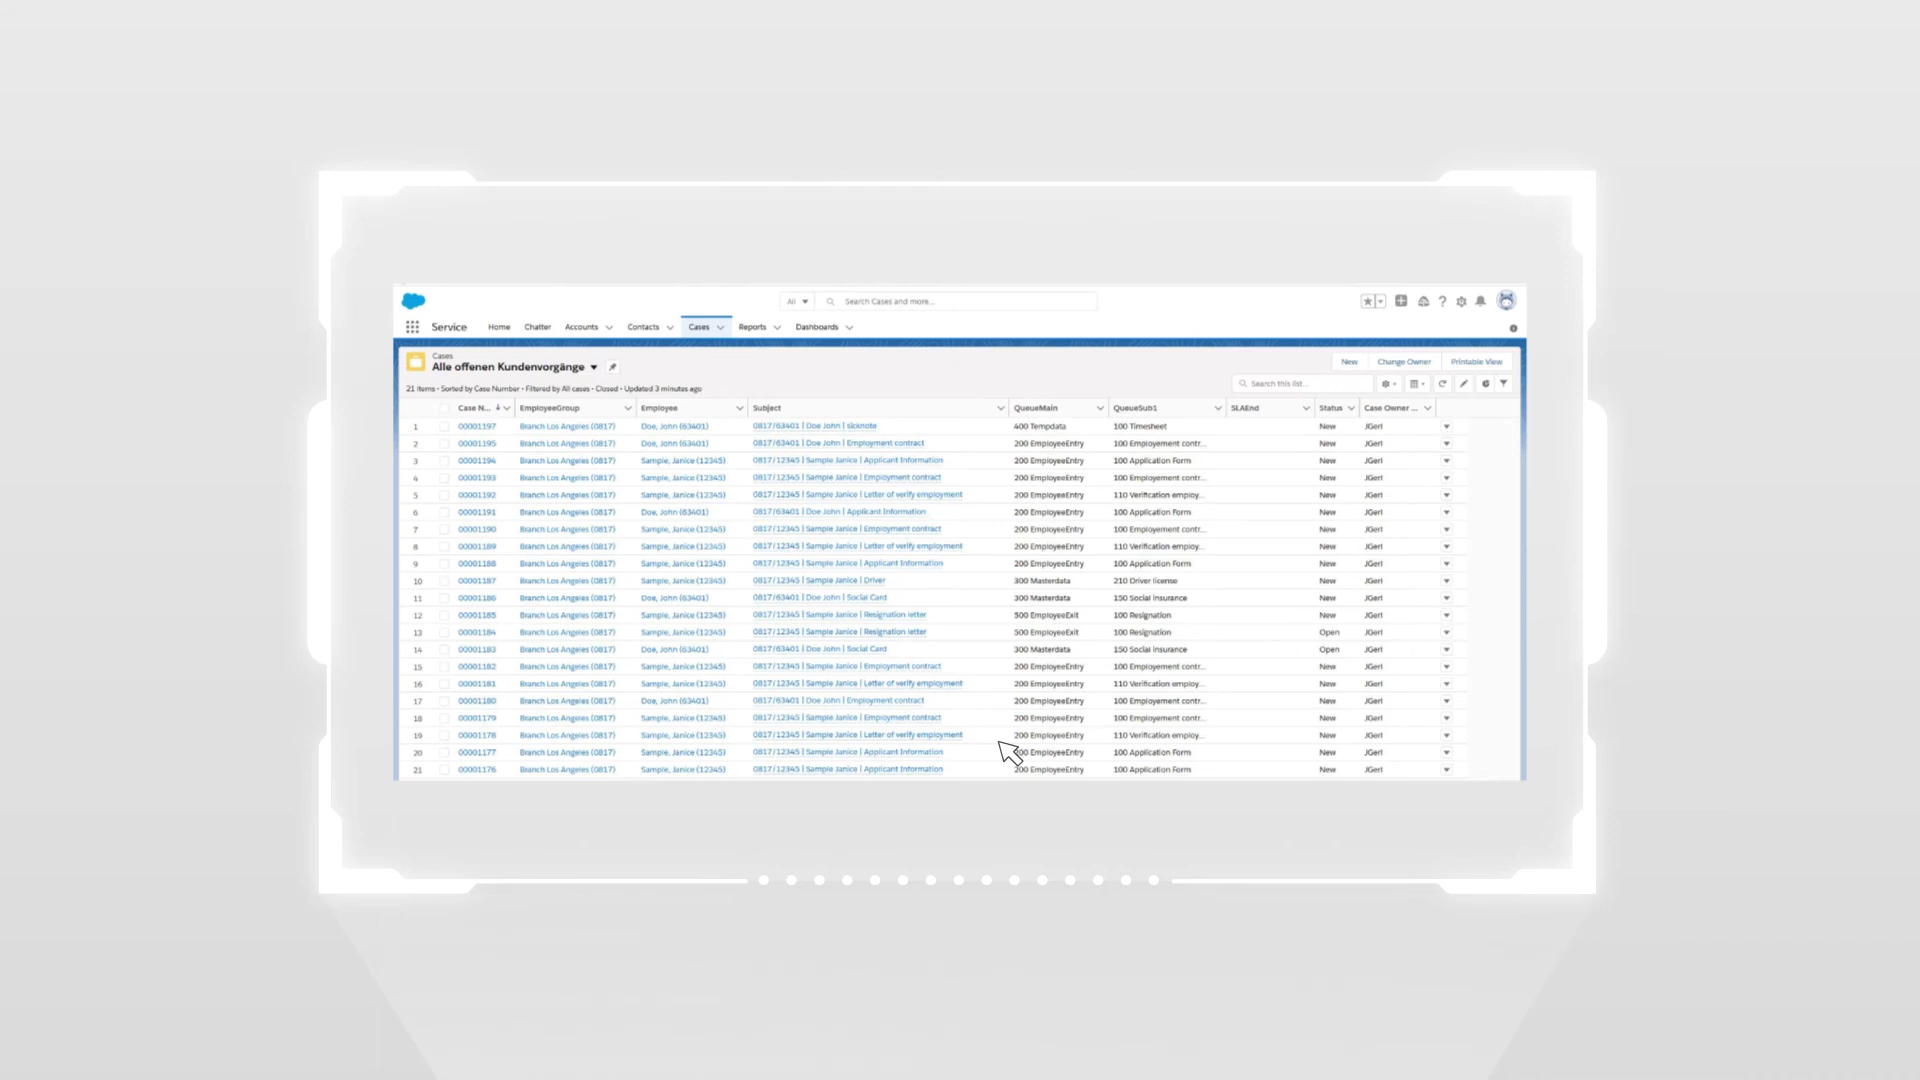 All Search Cases and more...
Service Home Chatter Accounts Contacts Cases Reports Dashboards
Cases
Alle offenen Kundenvorgänge
New Change Owner Printable View
21 items • Sorted by Case Number • Filtered by All cases - Closed • Updated 3 minutes ago
Search this list...
Case N... EmployeeGroup Employee Subject QueueMain QueueSub1 SLAEnd Status Case Owner ...
1 00001197 Branch Los Angeles (0817) Doe, John (63401) 0817/63401 | Doe John | sicknote 400 Tempdata 100 Timesheet New JGerl
2 00001195 Branch Los Angeles (0817) Doe, John (63401) 0817/63401 | Doe John | Employment contract 200 EmployeeEntry 100 Employement contr... New JGerl
3 00001194 Branch Los Angeles (0817) Sample, Janice (12345) 0817/12345 | Sample Janice | Applicant Information 200 EmployeeEntry 100 Application Form New JGerl
4 00001193 Branch Los Angeles (0817) Sample, Janice (12345) 0817/12345 | Sample Janice | Employment contract 200 EmployeeEntry 100 Employement contr... New JGerl
5 00001192 Branch Los Angeles (0817) Sample, Janice (12345) 0817/12345 | Sample Janice | Letter of verify employment 200 EmployeeEntry 110 Verification employ... New JGerl
6 00001191 Branch Los Angeles (0817) Doe, John (63401) 0817/63401 | Doe John | Applicant Information 200 EmployeeEntry 100 Application Form New JGerl
7 00001190 Branch Los Angeles (0817) Sample, Janice (12345) 0817/12345 | Sample Janice | Employment contract 200 EmployeeEntry 100 Employement contr... New JGerl
8 00001189 Branch Los Angeles (0817) Sample, Janice (12345) 0817/12345 | Sample Janice | Letter of verify employment 200 EmployeeEntry 110 Verification employ... New JGerl
9 00001188 Branch Los Angeles (0817) Sample, Janice (12345) 0817/12345 | Sample Janice | Applicant Information 200 EmployeeEntry 100 Application Form New JGerl
10 00001187 Branch Los Angeles (0817) Sample, Janice (12345) 0817/12345 | Sample Janice | Driver 300 Masterdata 210 Driver license New JGerl
11 00001186 Branch Los Angeles (0817) Doe, John (63401) 0817/63401 | Doe John | Social Card 300 Masterdata 150 Social insurance New JGerl
12 00001185 Branch Los Angeles (0817) Sample, Janice (12345) 0817/12345 | Sample Janice | Resignation letter 500 EmployeeExit 100 Resignation New JGerl
13 00001184 Branch Los Angeles (0817) Sample, Janice (12345) 0817/12345 | Sample Janice | Resignation letter 500 EmployeeExit 100 Resignation Open JGerl
14 00001183 Branch Los Angeles (0817) Doe, John (63401) 0817/63401 | Doe John | Social Card 300 Masterdata 150 Social insurance Open JGerl
15 00001182 Branch Los Angeles (0817) Sample, Janice (12345) 0817/12345 | Sample Janice | Employment contract 200 EmployeeEntry 100 Employement contr... New JGerl
16 00001181 Branch Los Angeles (0817) Sample, Janice (12345) 0817/12345 | Sample Janice | Letter of verify employment 200 EmployeeEntry 110 Verification employ... New JGerl
17 00001180 Branch Los Angeles (0817) Doe, John (63401) 0817/63401 | Doe John | Employment contract 200 EmployeeEntry 100 Employement contr... New JGerl
18 00001179 Branch Los Angeles (0817) Sample, Janice (12345) 0817/12345 | Sample Janice | Employment contract 200 EmployeeEntry 100 Employement contr... New JGerl
19 00001178 Branch Los Angeles (0817) Sample, Janice (12345) 0817/12345 | Sample Janice | Letter of verify employment 200 EmployeeEntry 110 Verification employ... New JGerl
20 00001177 Branch Los Angeles (0817) Sample, Janice (12345) 0817/12345 | Sample Janice | Applicant Information 200 EmployeeEntry 100 Application Form New JGerl
21 00001176 Branch Los Angeles (0817) Sample, Janice (12345) 0817/12345 | Sample Janice | Applicant Information 200 EmployeeEntry 100 Application Form New JGerl